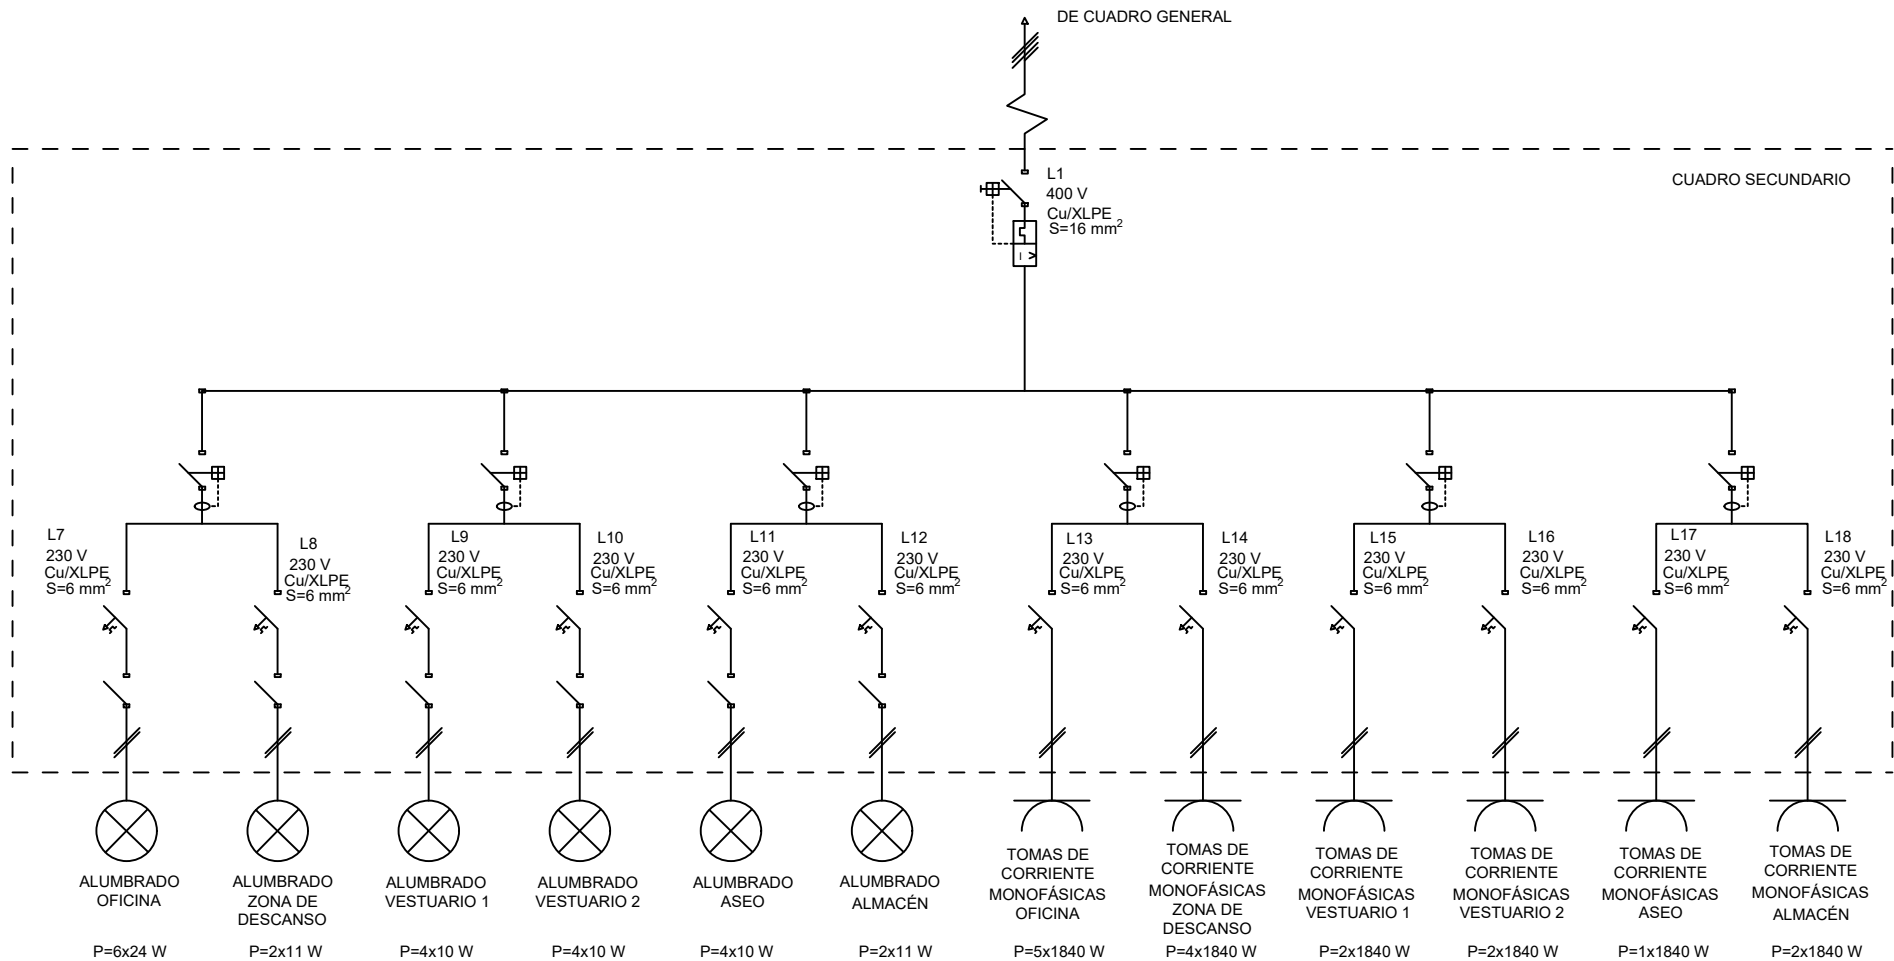 DE CUADRO GENERAL
CUADRO SECUNDARIO
L1
400 V
Cu/XLPE
S=16 mm²
L7
230 V
Cu/XLPE
S=6 mm²
L8
230 V
Cu/XLPE
S=6 mm²
L9
230 V
Cu/XLPE
S=6 mm²
L10
230 V
Cu/XLPE
S=6 mm²
L11
230 V
Cu/XLPE
S=6 mm²
L12
230 V
Cu/XLPE
S=6 mm²
L13
230 V
Cu/XLPE
S=6 mm²
L14
230 V
Cu/XLPE
S=6 mm²
L15
230 V
Cu/XLPE
S=6 mm²
L16
230 V
Cu/XLPE
S=6 mm²
L17
230 V
Cu/XLPE
S=6 mm²
L18
230 V
Cu/XLPE
S=6 mm²
I >
ALUMBRADO
OFICINA
P=6x24 W
ALUMBRADO
ZONA DE
DESCANSO
P=2x11 W
ALUMBRADO
VESTUARIO 1
P=4x10 W
ALUMBRADO
VESTUARIO 2
P=4x10 W
ALUMBRADO
ASEO
P=4x10 W
ALUMBRADO
ALMACÉN
P=2x11 W
TOMAS DE
CORRIENTE
MONOFÁSICAS
OFICINA
P=5x1840 W
TOMAS DE
CORRIENTE
MONOFÁSICAS
ZONA DE
DESCANSO
P=4x1840 W
TOMAS DE
CORRIENTE
MONOFÁSICAS
VESTUARIO 1
P=2x1840 W
TOMAS DE
CORRIENTE
MONOFÁSICAS
VESTUARIO 2
P=2x1840 W
TOMAS DE
CORRIENTE
MONOFÁSICAS
ASEO
P=1x1840 W
TOMAS DE
CORRIENTE
MONOFÁSICAS
ALMACÉN
P=2x1840 W